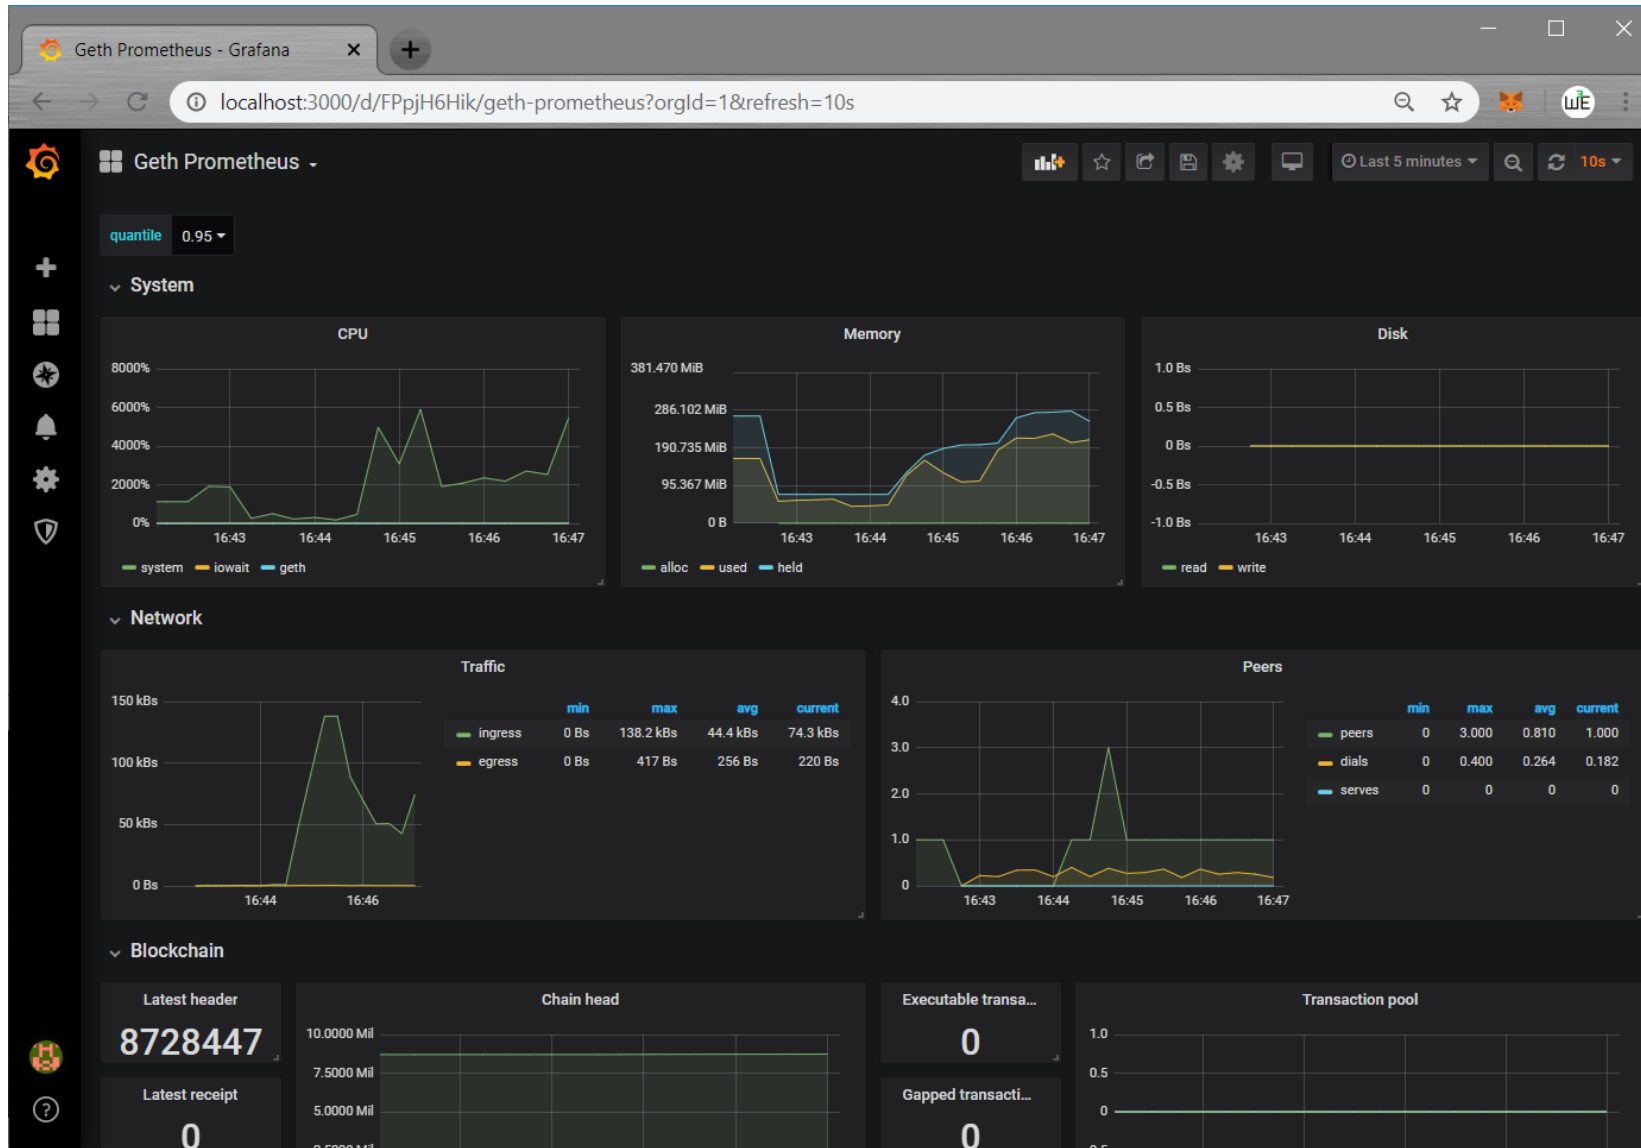 Geth Prometheus - Grafana
localhost:3000/d/FPpjH6Hik/geth-prometheus?orgId=1&refresh=10s
Geth Prometheus
Last 5 minutes
10s
quantile 0.95
System
CPU
8000%
6000%
4000%
2000%
0%
16:43 16:44 16:45 16:46 16:47
system iowait geth
Memory
381.470 MiB
286.102 MiB
190.735 MiB
95.367 MiB
0 B
16:43 16:44 16:45 16:46 16:47
alloc used held
Disk
1.0 Bs
0.5 Bs
0 Bs
-0.5 Bs
-1.0 Bs
16:43 16:44 16:45 16:46 16:47
read write
Network
Traffic
150 kBs
100 kBs
50 kBs
0 Bs
16:44 16:46
min max avg current
ingress 0 Bs 138.2 kBs 44.4 kBs 74.3 kBs
egress 0 Bs 417 Bs 256 Bs 220 Bs
Peers
4.0
3.0
2.0
1.0
0
16:43 16:44 16:45 16:46 16:47
min max avg current
peers 0 3.000 0.810 1.000
dials 0 0.400 0.264 0.182
serves 0 0 0 0
Blockchain
Latest header
8728447
Latest receipt
0
Chain head
10.0000 Mil
7.5000 Mil
5.0000 Mil
Executable transa...
0
Gapped transacti...
0
Transaction pool
1.0
0.5
0